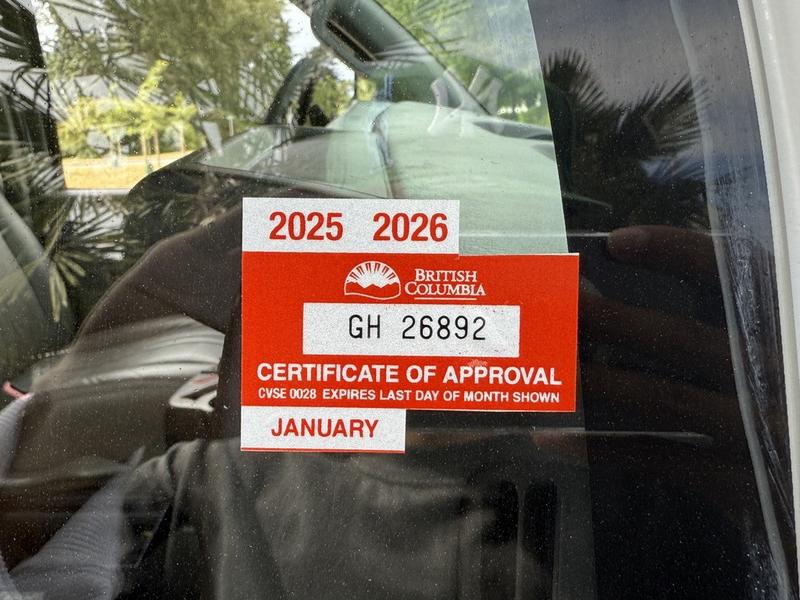 2025 2026
BRITISH
COLUMBIA
GH 26892
CERTIFICATE OF APPROVAL
CVSE 0028 EXPIRES LAST DAY OF MONTH SHOWN
JANUARY